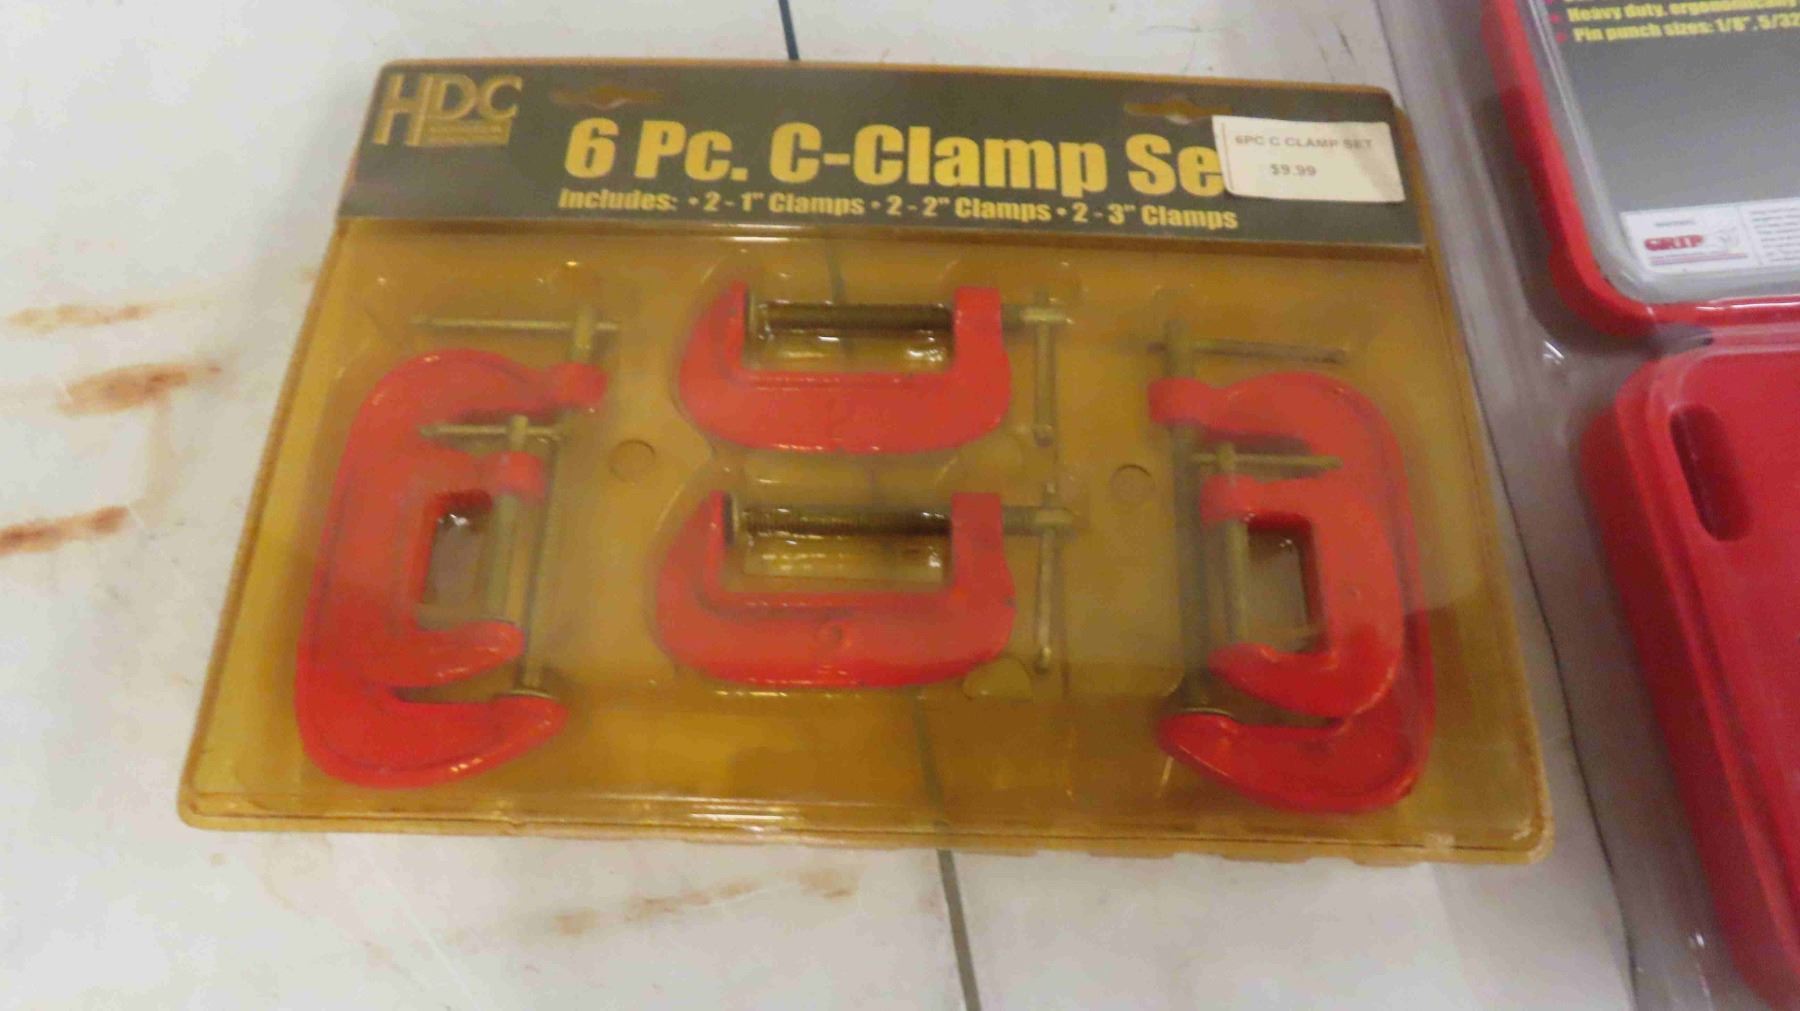 HDC
6 Pc. C-Clamp Se
Includes: • 2 - 1" Clamps • 2 - 2" Clamps • 2 - 3" Clamps
6PC C CLAMP SET
$9.99
Heavy duty, ergonomically
Pin punch sizes: 1/8", 5/32
GRIP